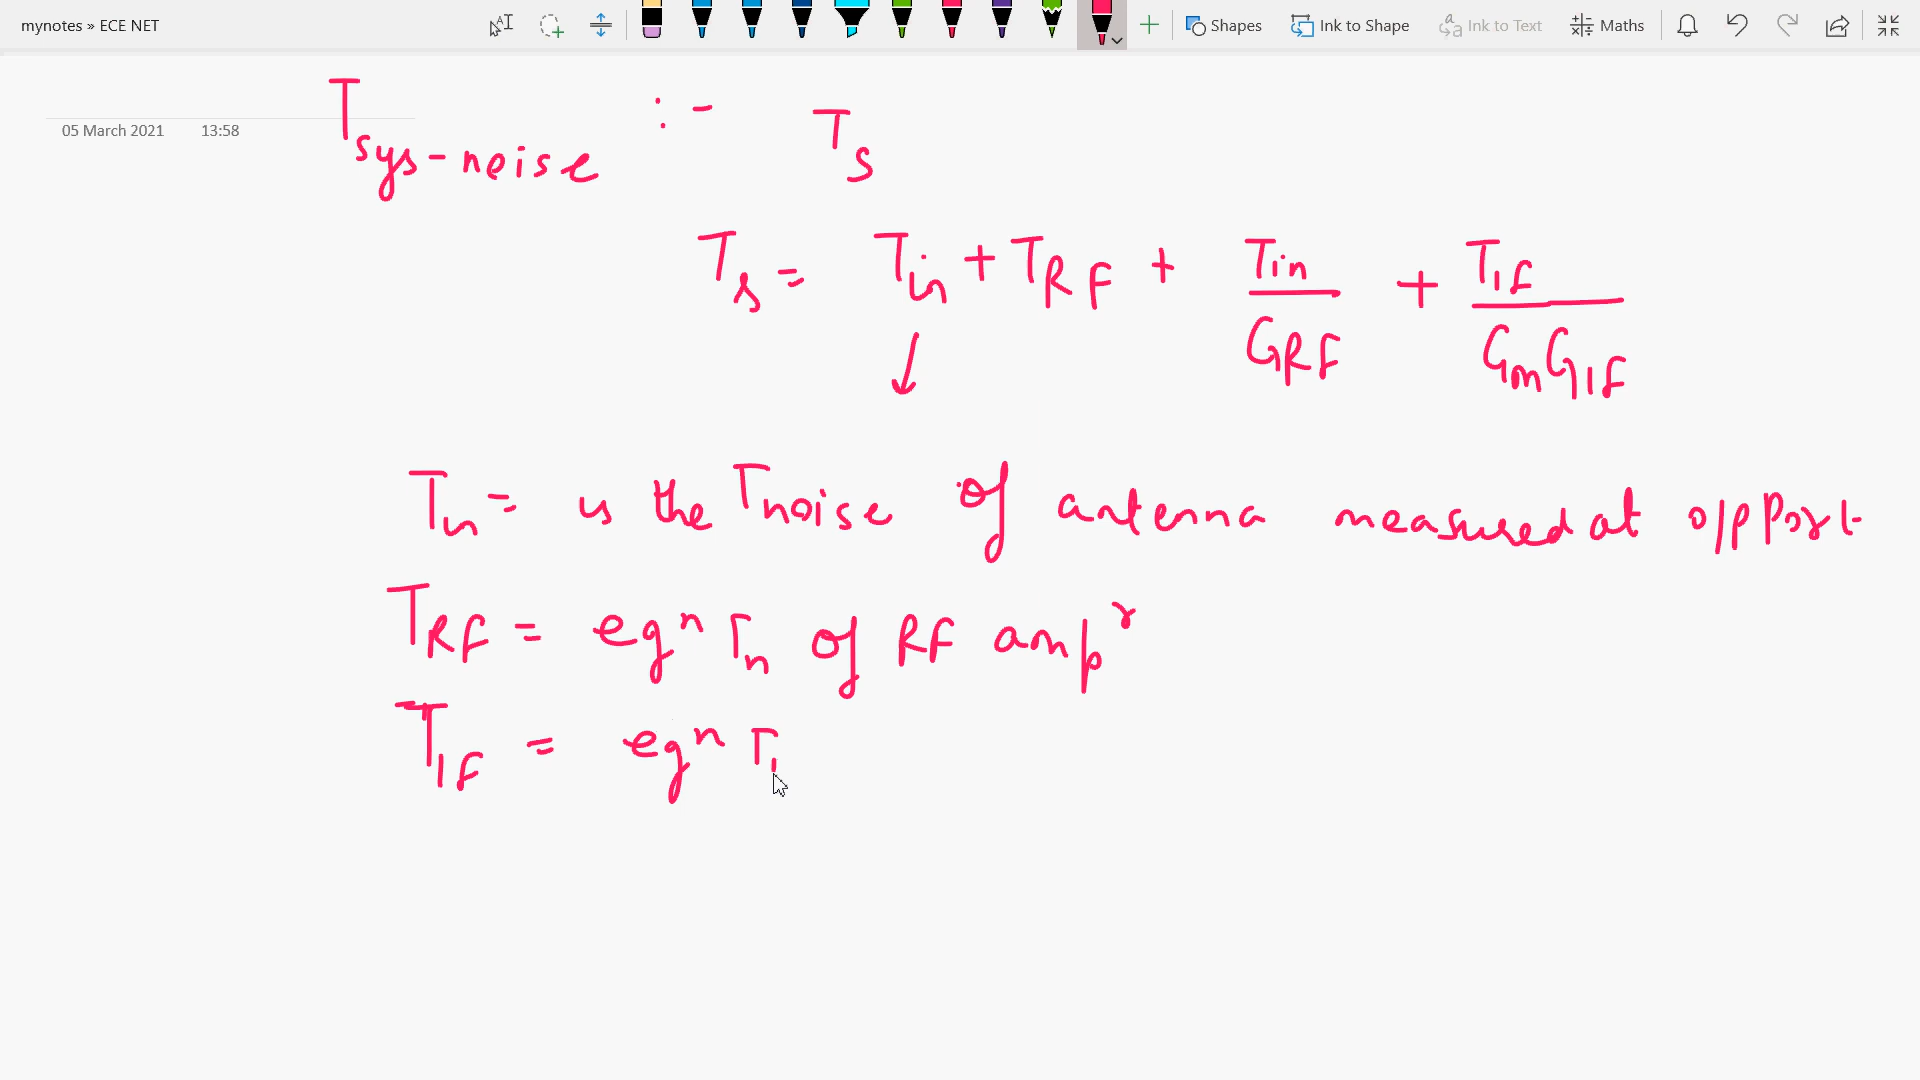 mynotes » ECE NET
Shapes Ink to Shape Ink to Text Maths
05 March 2021 13:58
T sys-noise :- Ts
Ts = Tin + TRF + Tin/GRF + TIF/GmGIF
Tin = is the Tnoise of antenna measured at o/p port
TRF = eqⁿ Tn of RF ampʳ
TIF = eqⁿ T